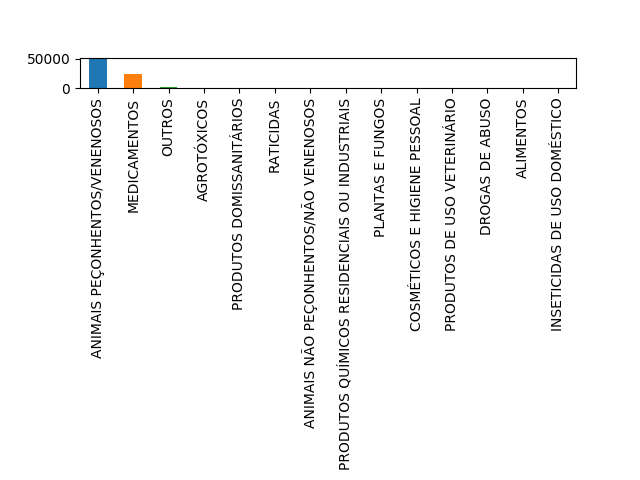 50000
0
ANIMAIS PEÇONHENTOS/VENENOSOS
MEDICAMENTOS
OUTROS
AGROTÓXICOS
PRODUTOS DOMISSANITÁRIOS
RATICIDAS
ANIMAIS NÃO PEÇONHENTOS/NÃO VENENOSOS
PRODUTOS QUÍMICOS RESIDENCIAIS OU INDUSTRIAIS
PLANTAS E FUNGOS
COSMÉTICOS E HIGIENE PESSOAL
PRODUTOS DE USO VETERINÁRIO
DROGAS DE ABUSO
ALIMENTOS
INSETICIDAS DE USO DOMÉSTICO